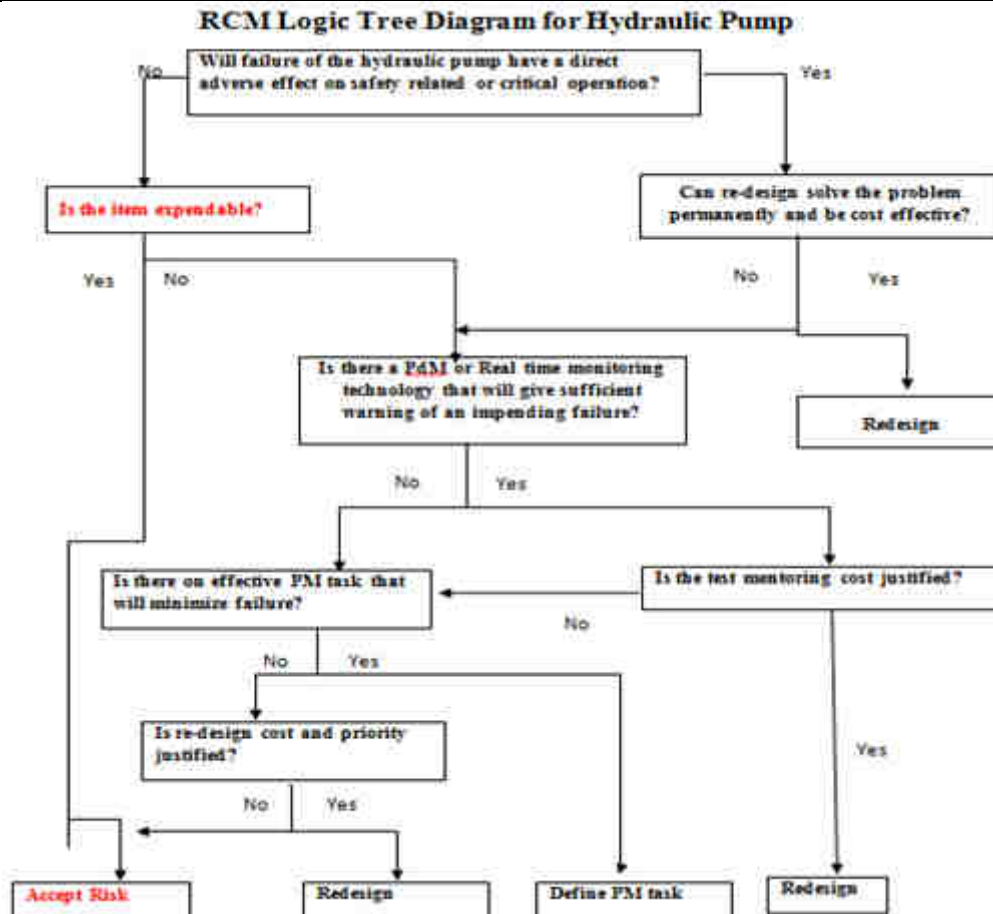 RCM Logic Tree Diagram for Hydraulic Pump
Will failure of the hydraulic pump have a direct
adverse effect on safety related or critical operation?
No
Yes
Is the item expendable?
Can re-design solve the problem
permanently and be cost effective?
Yes
No
No
Yes
Is there a PdM or Real time monitoring
technology that will give sufficient
warning of an impending failure?
Redesign
No
Yes
Is there on effective PM task that
will minimize failure?
Is the test mentoring cost justified?
No
No
Yes
Is re-design cost and priority
justified?
Yes
No
Yes
Accept Risk
Redesign
Define PM task
Redesign